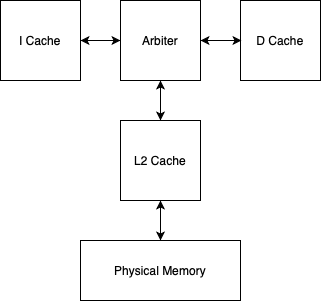 I Cache
Arbiter
D Cache
L2 Cache
Physical Memory